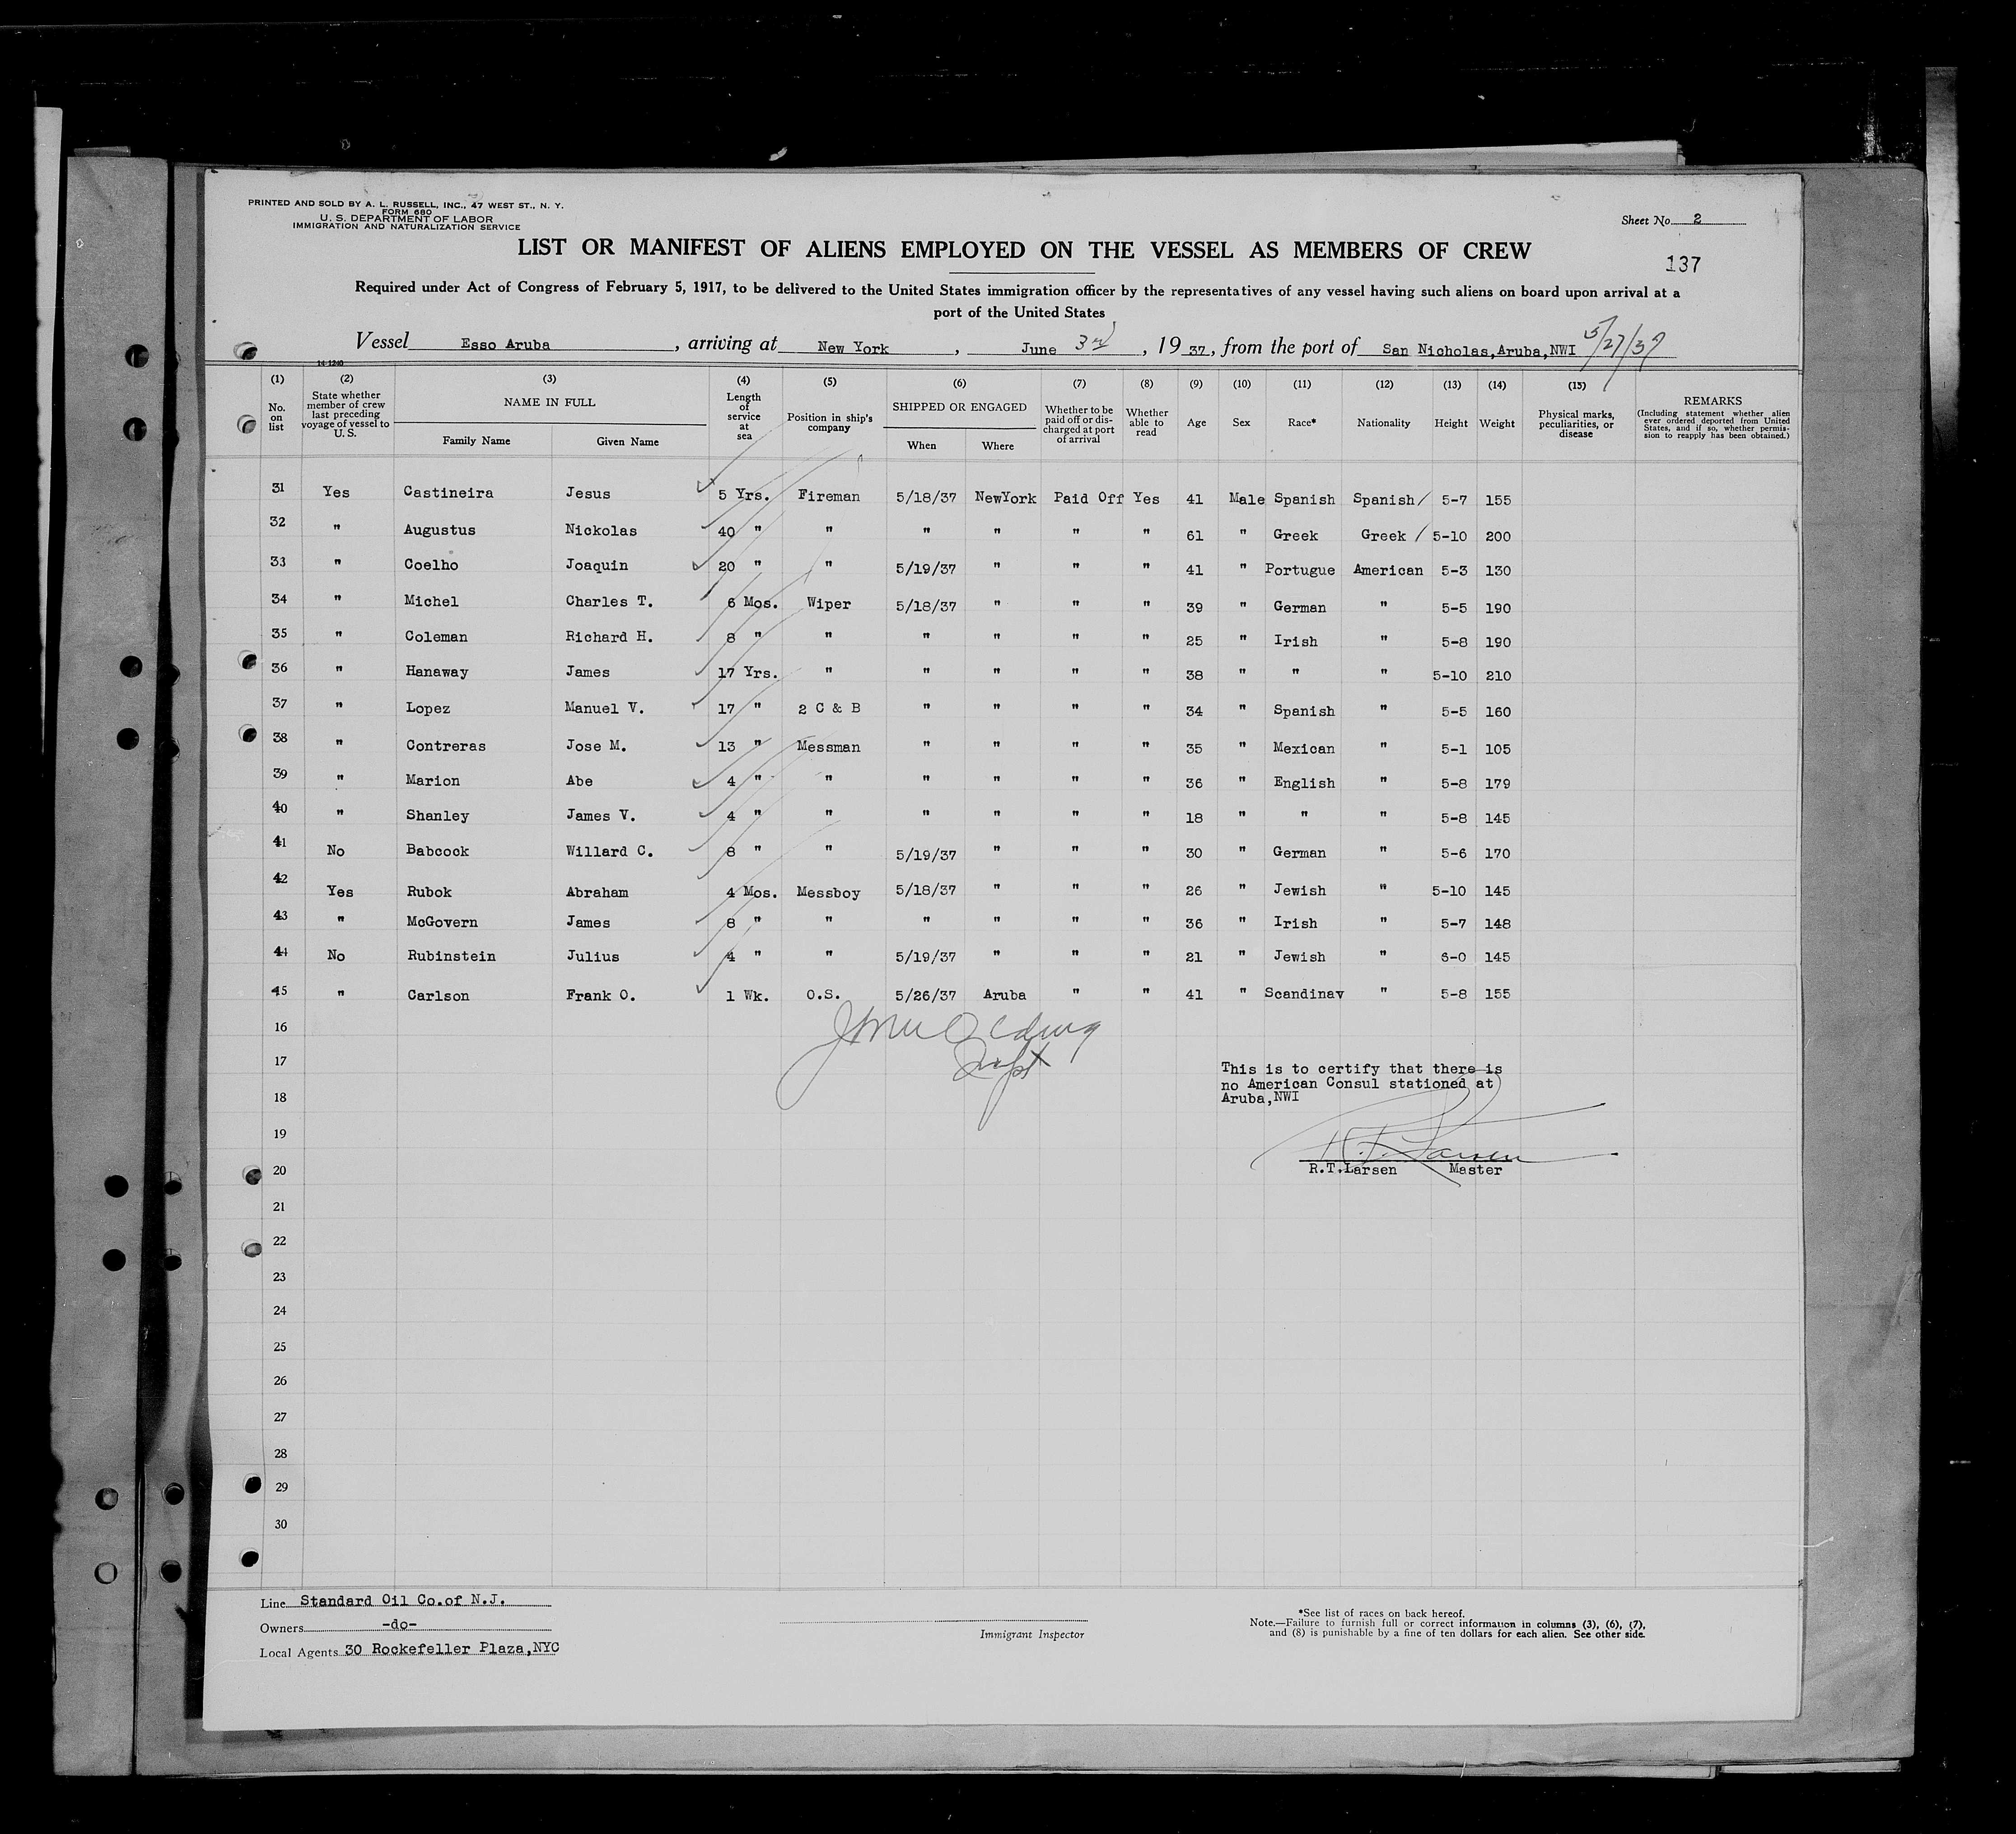 PRINTED AND SOLD BY A. L. RUSSELL, INC., 47 WEST ST., N. Y.
FORM 680
U. S. DEPARTMENT OF LABOR
IMMIGRATION AND NATURALIZATION SERVICE
Sheet No. 2
LIST OR MANIFEST OF ALIENS EMPLOYED ON THE VESSEL AS MEMBERS OF CREW
137
Required under Act of Congress of February 5, 1917, to be delivered to the United States immigration officer by the representatives of any vessel having such aliens on board upon arrival at a
port of the United States
Vessel Esso Aruba, arriving at New York, June 3rd, 1937, from the port of San Nicholas,Aruba,NWI 5/27/37
14-1240
(1) (2) (3) (4) (5) (6) (7) (8) (9) (10) (11) (12) (13) (14) (15)
No. on list State whether member of crew last preceding voyage of vessel to U. S. NAME IN FULL Family Name Given Name Length of service at sea Position in ship's company SHIPPED OR ENGAGED When Where Whether to be paid off or discharged at port of arrival Whether able to read Age Sex Race* Nationality Height Weight Physical marks, peculiarities, or disease REMARKS (Including statement whether alien ever ordered deported from United States, and if so, whether permission to reapply has been obtained.)
31 Yes Castineira Jesus 5 Yrs. Fireman 5/18/37 NewYork Paid Off Yes 41 Male Spanish Spanish/ 5-7 155
32 " Augustus Nickolas 40 " " " " " " 61 " Greek Greek / 5-10 200
33 " Coelho Joaquin 20 " " 5/19/37 " " " 41 " Portugue American 5-3 130
34 " Michel Charles T. 6 Mos. Wiper 5/18/37 " " " 39 " German " 5-5 190
35 " Coleman Richard H. 8 " " " " " " 25 " Irish " 5-8 190
36 " Hanaway James 17 Yrs. " " " " " 38 " " " 5-10 210
37 " Lopez Manuel V. 17 " 2 C & B " " " " 34 " Spanish " 5-5 160
38 " Contreras Jose M. 13 " Messman " " " " 35 " Mexican " 5-1 105
39 " Marion Abe 4 " " " " " " 36 " English " 5-8 179
40 " Shanley James V. 4 " " " " " " 18 " " " 5-8 145
41 No Babcock Willard C. 8 " " 5/19/37 " " " 30 " German " 5-6 170
42 Yes Rubok Abraham 4 Mos. Messboy 5/18/37 " " " 26 " Jewish " 5-10 145
43 " McGovern James 8 " " " " " " 36 " Irish " 5-7 148
44 No Rubinstein Julius 4 " " 5/19/37 " " " 21 " Jewish " 6-0 145
45 " Carlson Frank O. 1 Wk. O.S. 5/26/37 Aruba " " 41 " Scandinav " 5-8 155
16
17
This is to certify that there is
no American Consul stationed at
Aruba,NWI
18
19
R.T. Larsen
20
R.T.Larsen Master
21
22
23
24
25
26
27
28
29
30
Line Standard Oil Co.of N.J.
Owners -do-
Local Agents 30 Rockefeller Plaza,NYC
Immigrant Inspector
*See list of races on back hereof.
Note.—Failure to furnish full or correct information in columns (3), (6), (7),
and (8) is punishable by a fine of ten dollars for each alien. See other side.